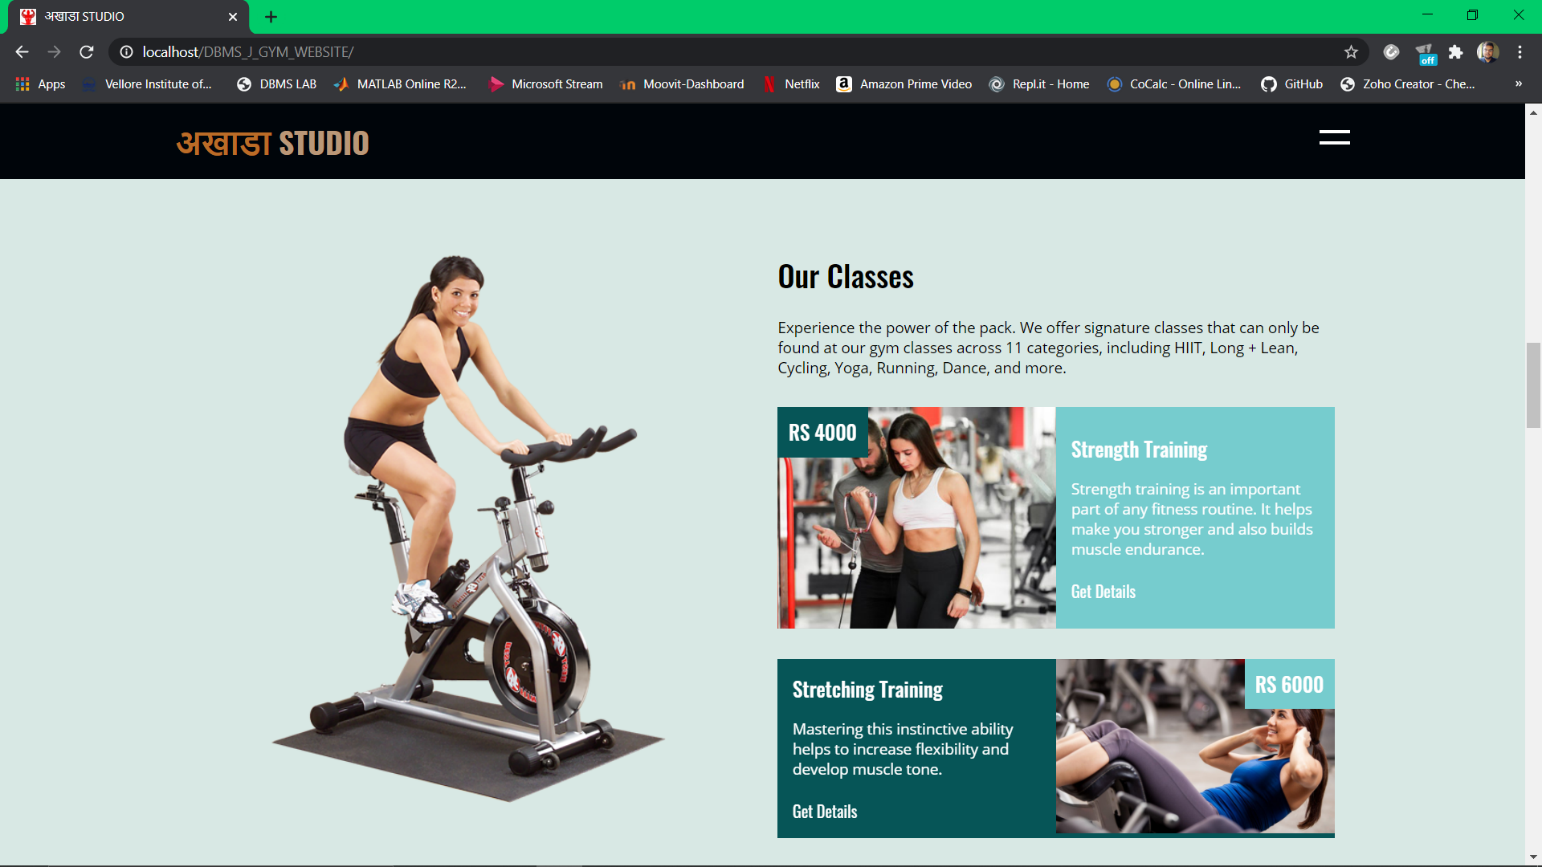 अखाडा STUDIO
localhost/DBMS_J_GYM_WEBSITE/
off
Apps
Vellore Institute of...
DBMS LAB
MATLAB Online R2...
Microsoft Stream
Moovit-Dashboard
Netflix
Amazon Prime Video
Repl.it - Home
CoCalc - Online Lin...
GitHub
Zoho Creator - Che...
»
अखाडा STUDIO
Our Classes
Experience the power of the pack. We offer signature classes that can only be
found at our gym classes across 11 categories, including HIIT, Long + Lean,
Cycling, Yoga, Running, Dance, and more.
RS 4000
Strength Training
Strength training is an important
part of any fitness routine. It helps
make you stronger and also builds
muscle endurance.
Get Details
Stretching Training
Mastering this instinctive ability
helps to increase flexibility and
develop muscle tone.
Get Details
RS 6000